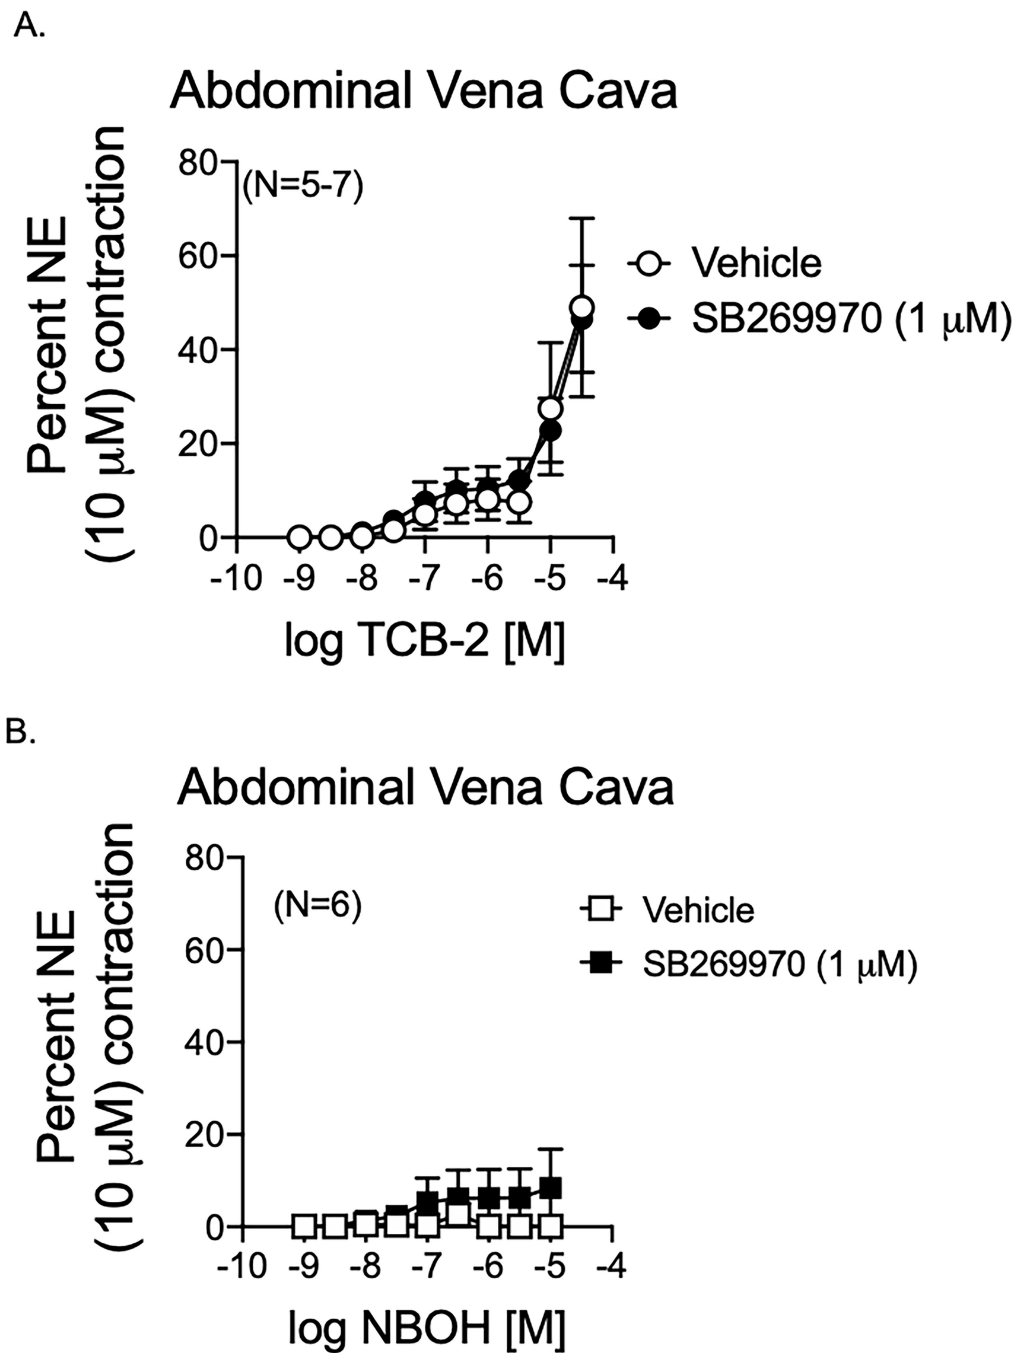 A.
Abdominal Vena Cava
Percent NE
(10 μM) contraction
80
60
40
20
0
(N=5-7)
Vehicle
SB269970 (1 μM)
-10 -9 -8 -7 -6 -5 -4
log TCB-2 [M]
B.
Abdominal Vena Cava
Percent NE
(10 μM) contraction
80
60
40
20
0
(N=6)
Vehicle
SB269970 (1 μM)
-10 -9 -8 -7 -6 -5 -4
log NBOH [M]